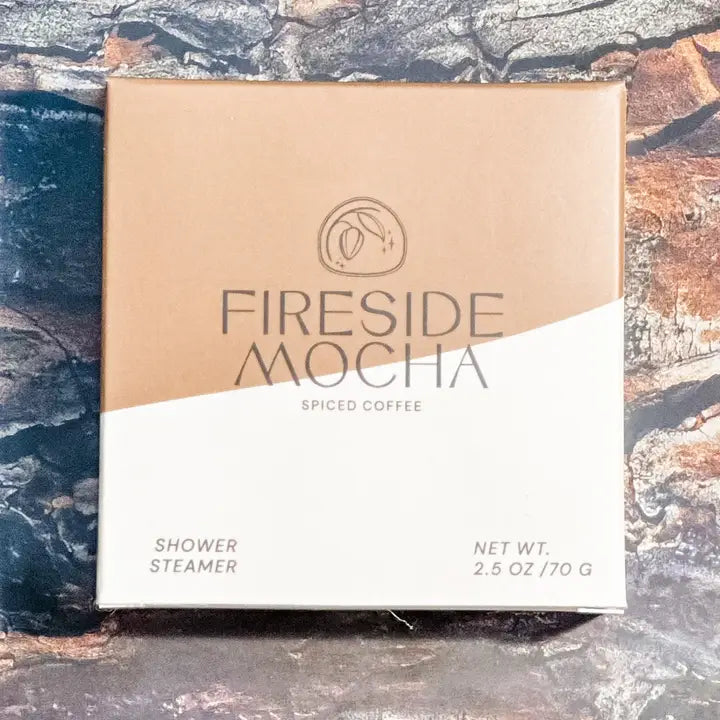 FIRESIDE
MOCHA
SPICED COFFEE
SHOWER
STEAMER
NET WT.
2.5 OZ /70 G